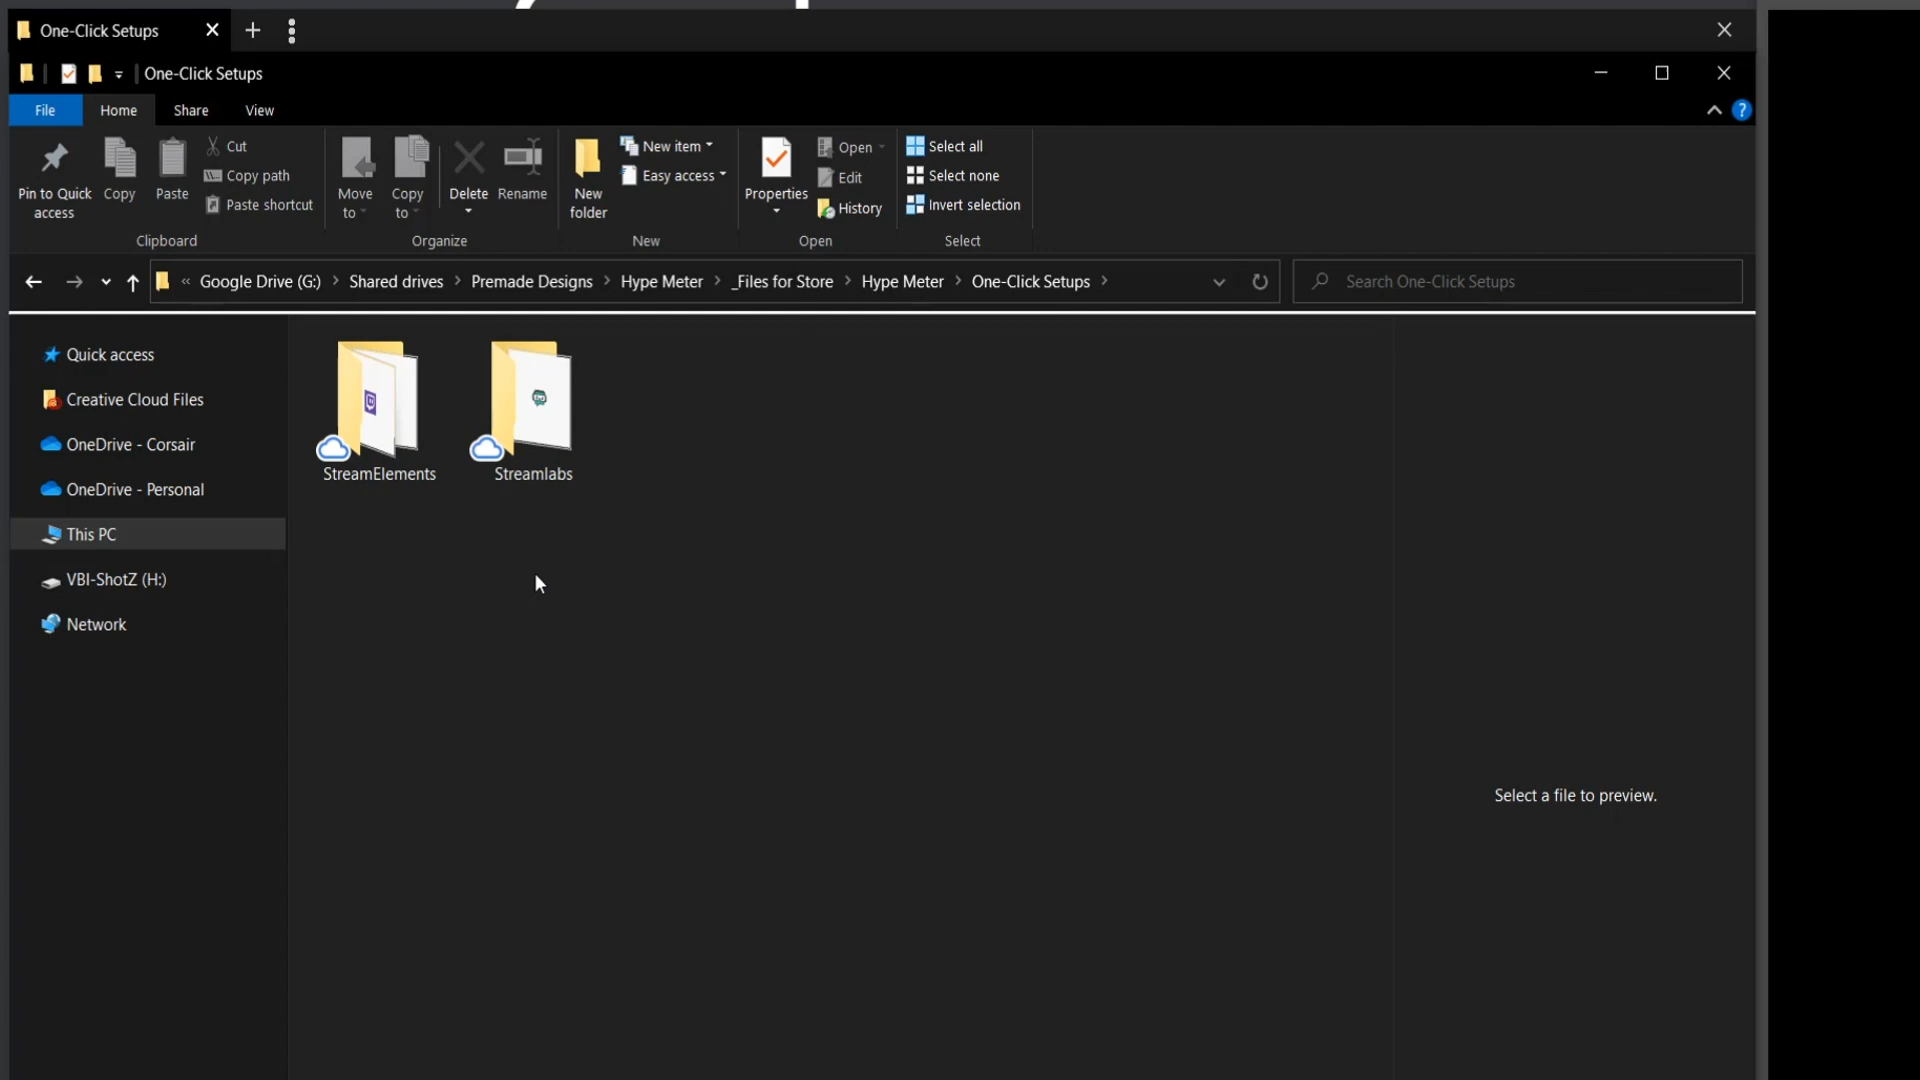 One-Click Setups
One-Click Setups
File Home Share View
Pin to Quick access
Copy
Paste
Cut
Copy path
Paste shortcut
Clipboard
Move to
Copy to
Delete
Rename
Organize
New folder
New item
Easy access
New
Properties
Open
Edit
History
Open
Select all
Select none
Invert selection
Select
« Google Drive (G:) > Shared drives > Premade Designs > Hype Meter > _Files for Store > Hype Meter > One-Click Setups >
Search One-Click Setups
Quick access
Creative Cloud Files
OneDrive - Corsair
OneDrive - Personal
This PC
VBI-ShotZ (H:)
Network
StreamElements
Streamlabs
Select a file to preview.